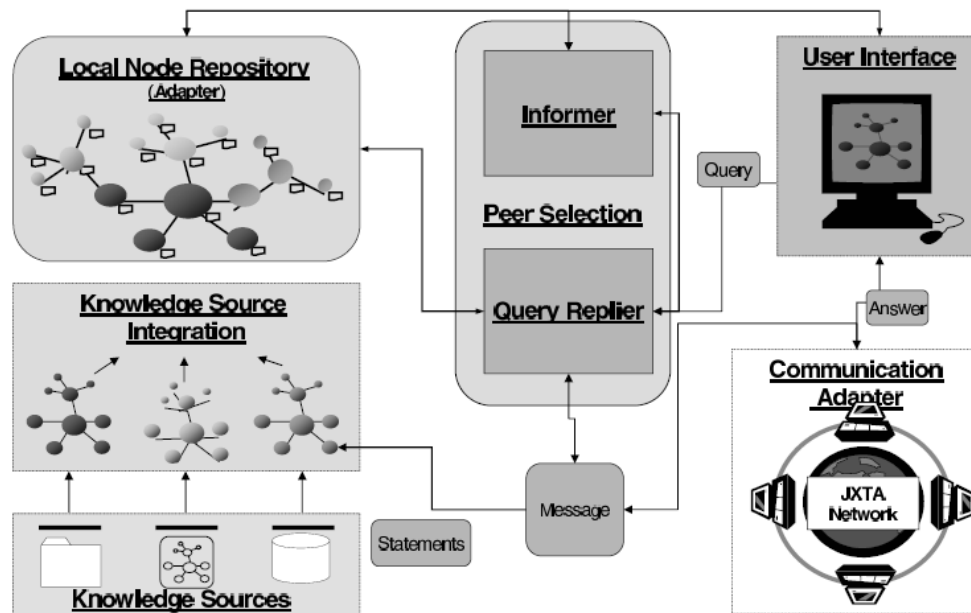 Local Node Repository
(Adapter)
Informer
Peer Selection
Query Replier
User Interface
Query
Answer
Knowledge Source
Integration
Communication
Adapter
JXTA
Network
Message
Statements
Knowledge Sources